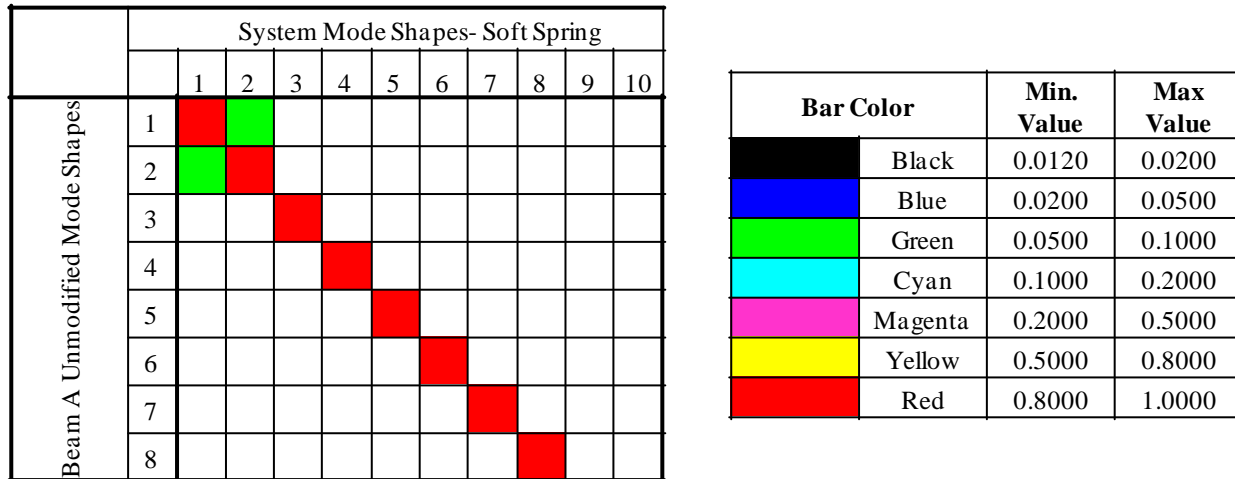 System Mode Shapes- Soft Spring
1 2 3 4 5 6 7 8 9 10
Beam A Unmodified Mode Shapes
1
2
3
4
5
6
7
8
Bar Color Min. Value Max Value
Black 0.0120 0.0200
Blue 0.0200 0.0500
Green 0.0500 0.1000
Cyan 0.1000 0.2000
Magenta 0.2000 0.5000
Yellow 0.5000 0.8000
Red 0.8000 1.0000